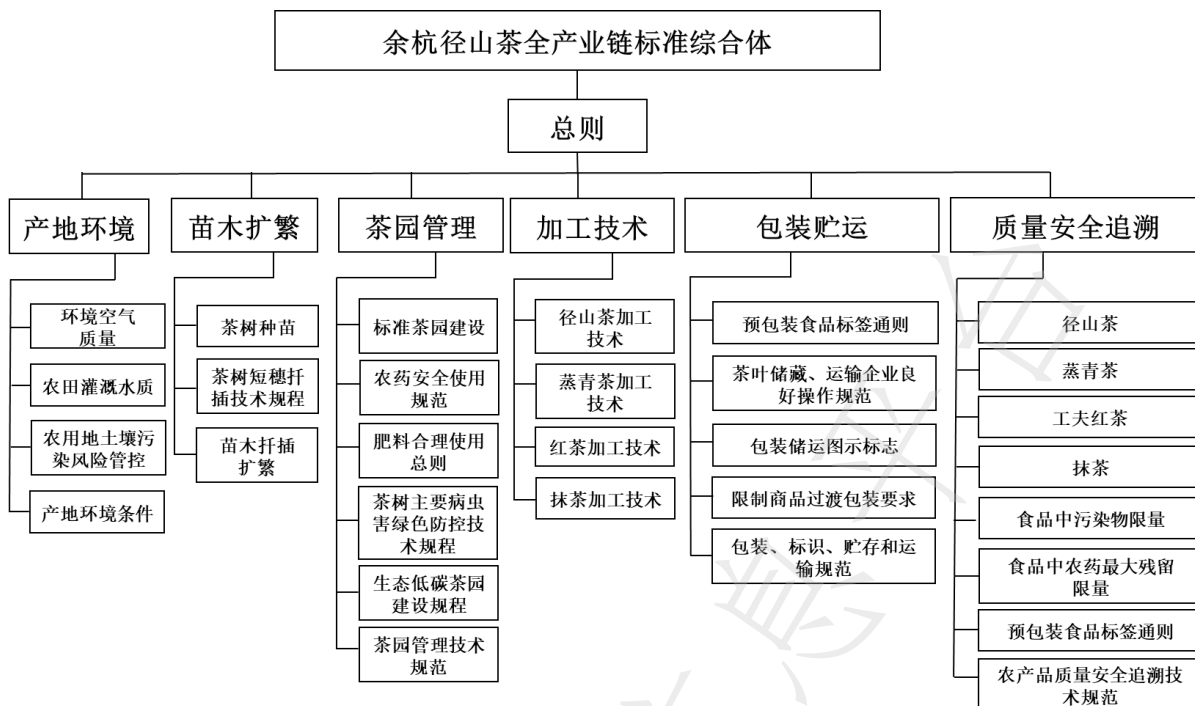 余杭径山茶全产业链标准综合体
总则
产地环境
环境空气
质量
农田灌溉水质
农用地土壤污
染风险管控
产地环境条件
苗木扩繁
茶树种苗
茶树短穗扦
插技术规程
苗木扦插
扩繁
茶园管理
标准茶园建设
农药安全使用
规范
肥料合理使用
总则
茶树主要病虫
害绿色防控技
术规程
生态低碳茶园
建设规程
茶园管理技术
规范
加工技术
径山茶加工
技术
蒸青茶加工
技术
红茶加工技术
抹茶加工技术
包装贮运
预包装食品标签通则
茶叶储藏、运输企业良
好操作规范
包装储运图示标志
限制商品过渡包装要求
包装、标识、贮存和运
输规范
质量安全追溯
径山茶
蒸青茶
工夫红茶
抹茶
食品中污染物限量
食品中农药最大残留
限量
预包装食品标签通则
农产品质量安全追溯技
术规范